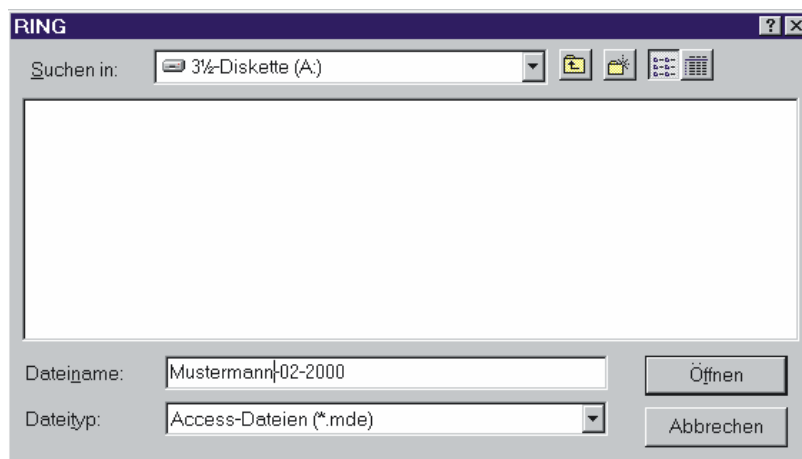 RING
Suchen in: 3½-Diskette (A:)
Dateiname: Mustermann-02-2000 Öffnen
Dateityp: Access-Dateien (*.mde) Abbrechen